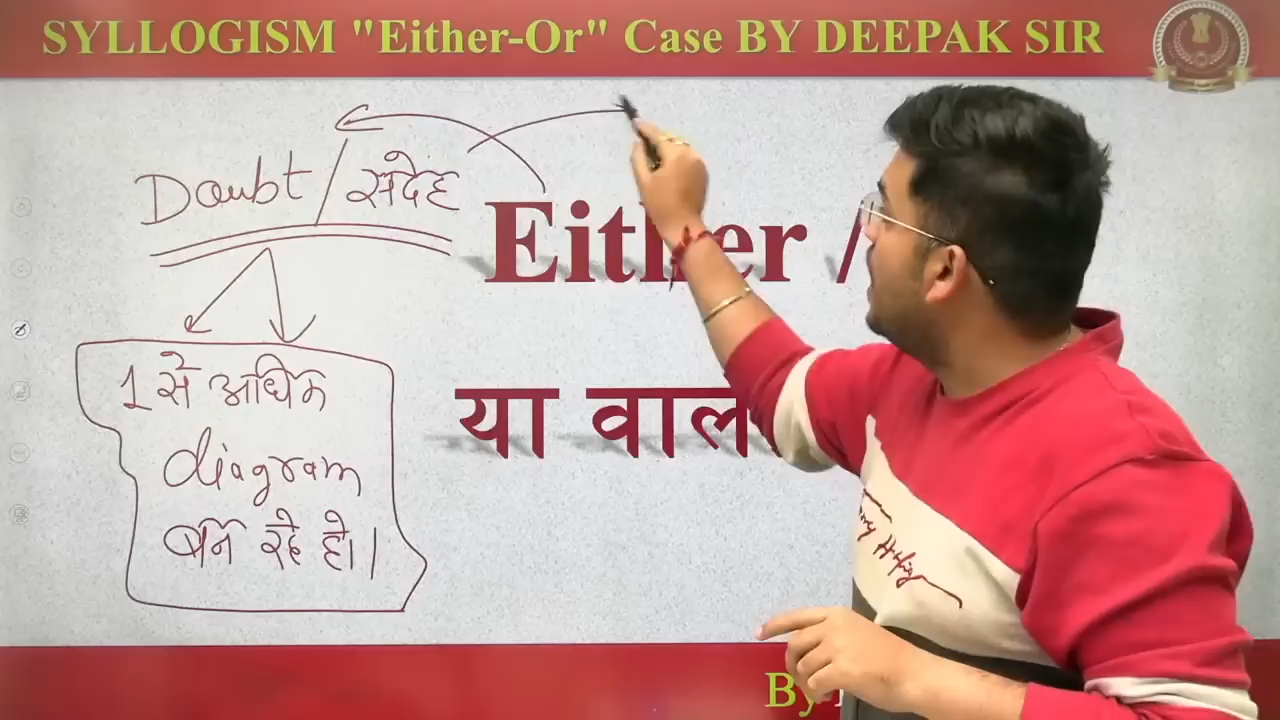 SYLLOGISM "Either-Or" Case BY DEEPAK SIR
Doubt / संदेह
Either /
या वाल
1 से अधिक
diagram
बन रहे हो।
By